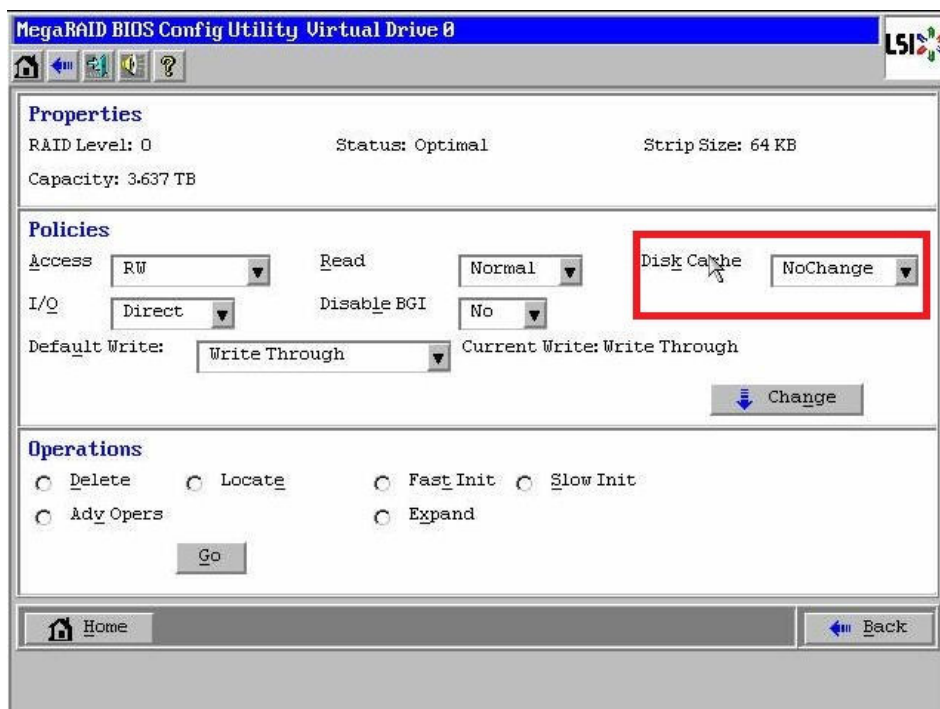 MegaRAID BIOS Config Utility Virtual Drive 0
LSI
?
Properties
RAID Level: 0 Status: Optimal Strip Size: 64 KB
Capacity: 3.637 TB
Policies
Access RW Read Normal Disk Cache NoChange
I/O Direct Disable BGI No
Default Write: Write Through Current Write: Write Through
Change
Operations
Delete Locate Fast Init Slow Init
Adv Opers Expand
Go
Home Back